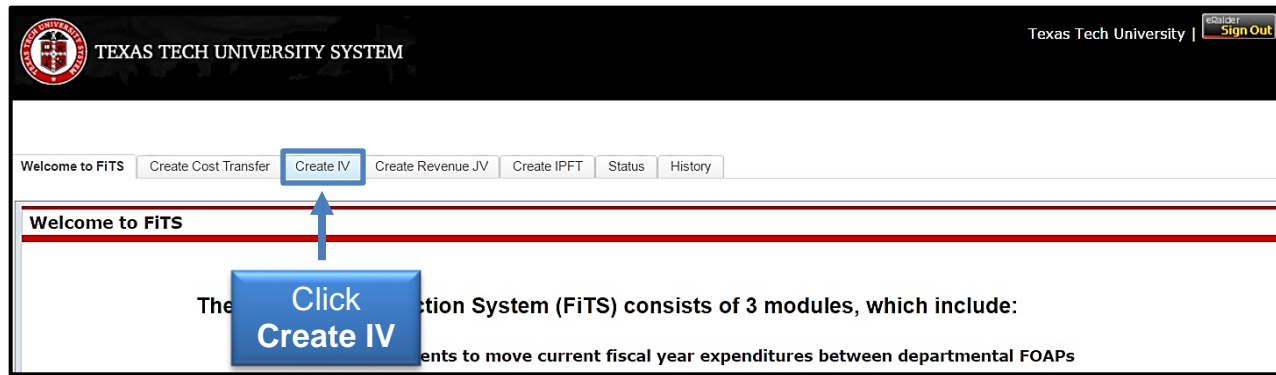 TEXAS TECH UNIVERSITY SYSTEM
Texas Tech University | eRaider Sign Out
Welcome to FiTS Create Cost Transfer Create IV Create Revenue JV Create IPFT Status History
Welcome to FiTS
Click
Create IV
The ction System (FiTS) consists of 3 modules, which include:
ents to move current fiscal year expenditures between departmental FOAPs